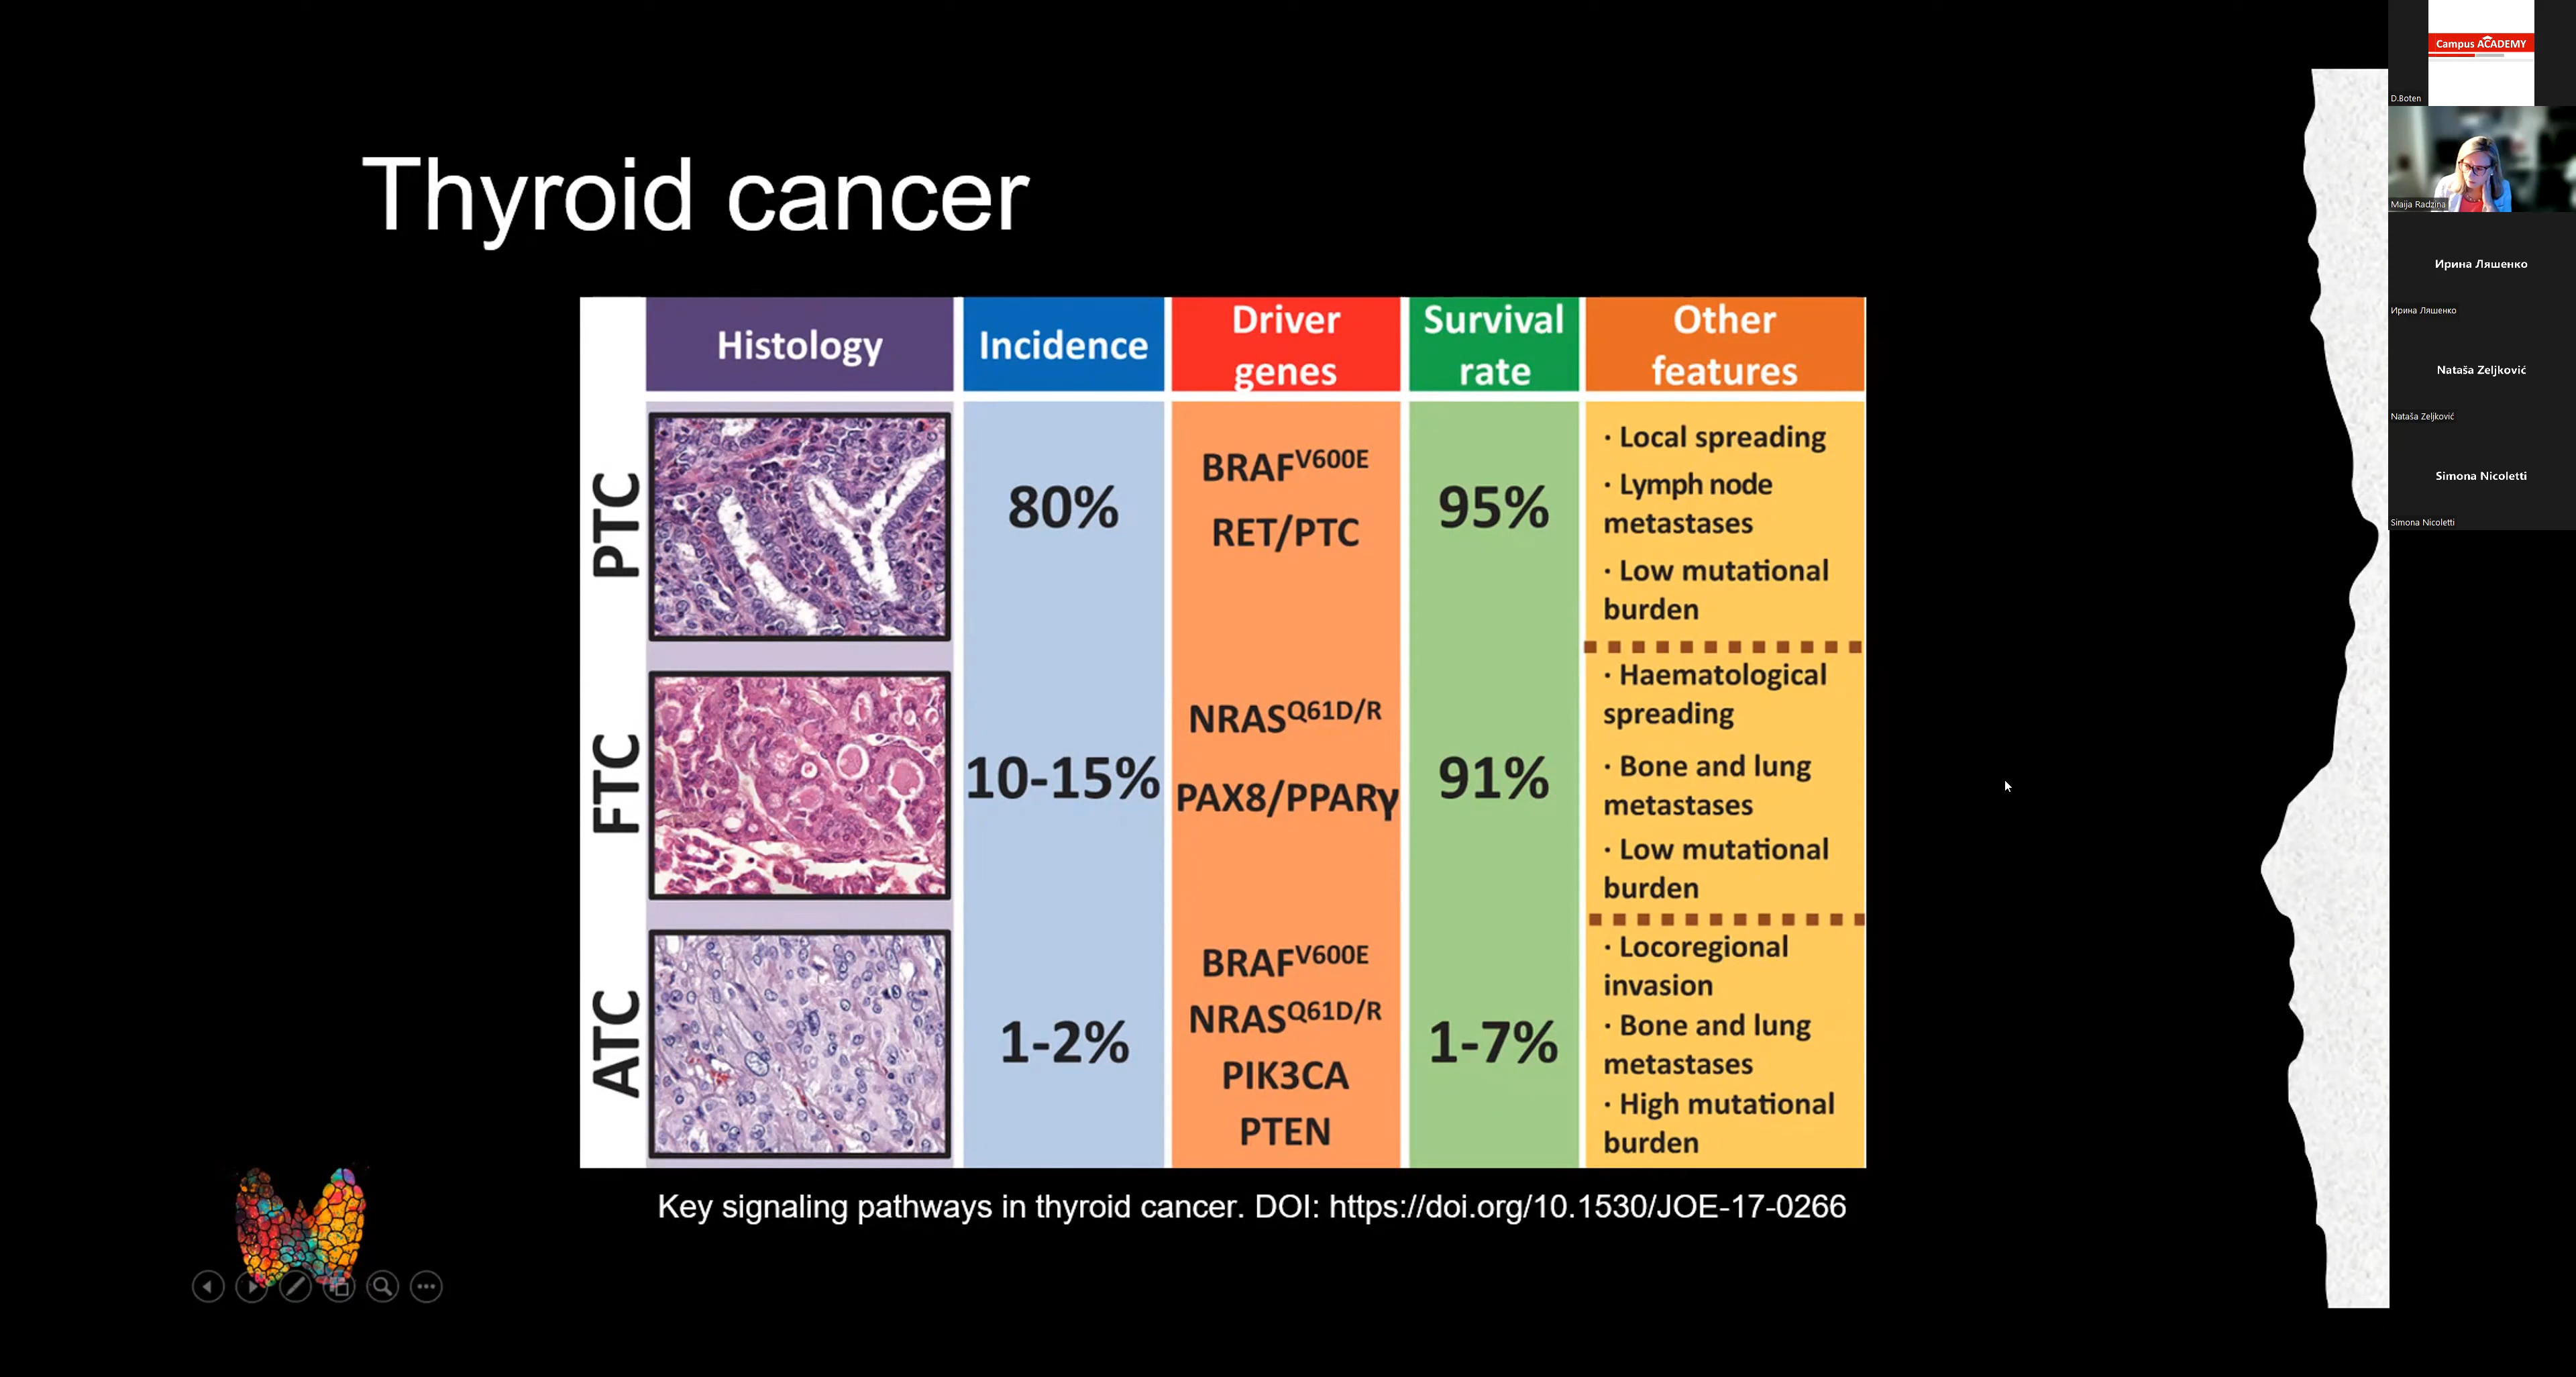 Thyroid cancer
Histology
Incidence
Driver
genes
Survival
rate
Other
features
PTC
80%
BRAFV600E
RET/PTC
95%
· Local spreading
· Lymph node
metastases
· Low mutational
burden
FTC
10-15%
NRASQ61D/R
PAX8/PPARγ
91%
· Haematological
spreading
· Bone and lung
metastases
· Low mutational
burden
ATC
1-2%
BRAFV600E
NRASQ61D/R
PIK3CA
PTEN
1-7%
· Locoregional
invasion
· Bone and lung
metastases
· High mutational
burden
Key signaling pathways in thyroid cancer. DOI: https://doi.org/10.1530/JOE-17-0266
Campus ACADEMY
D.Boten
Maija Radzina
Ирина Ляшенко
Ирина Ляшенко
Nataša Zeljković
Nataša Zeljković
Simona Nicoletti
Simona Nicoletti